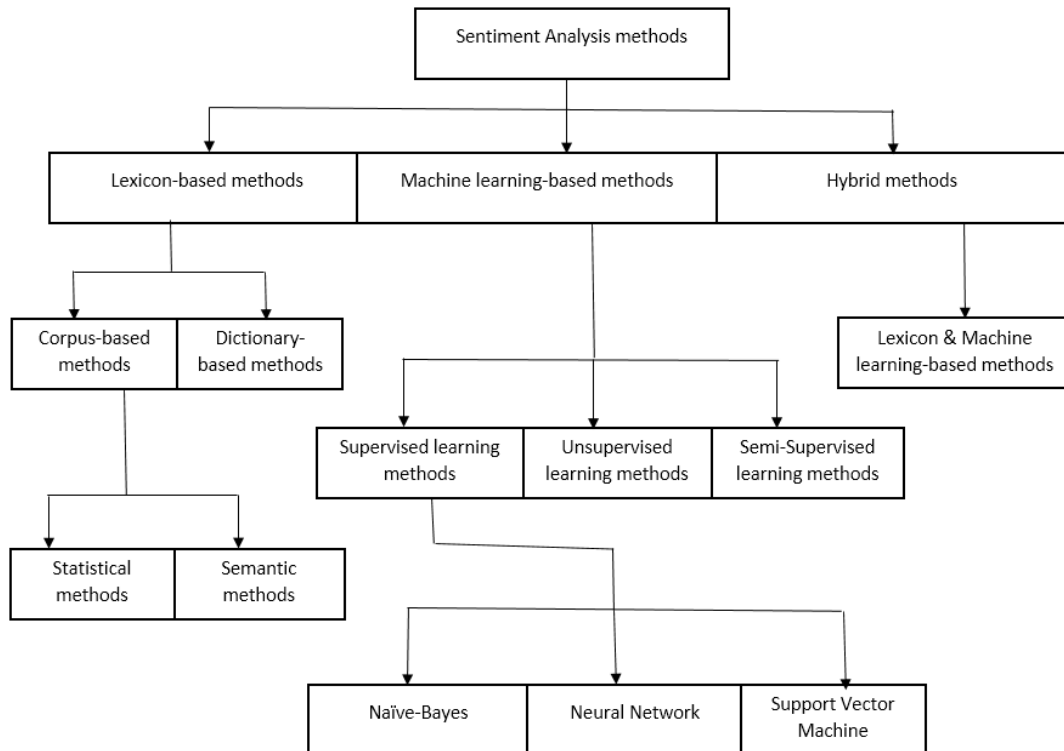 Sentiment Analysis methods
Lexicon-based methods
Machine learning-based methods
Hybrid methods
Corpus-based
methods
Dictionary-
based methods
Lexicon & Machine
learning-based methods
Supervised learning
methods
Unsupervised
learning methods
Semi-Supervised
learning methods
Statistical
methods
Semantic
methods
Naïve-Bayes
Neural Network
Support Vector
Machine